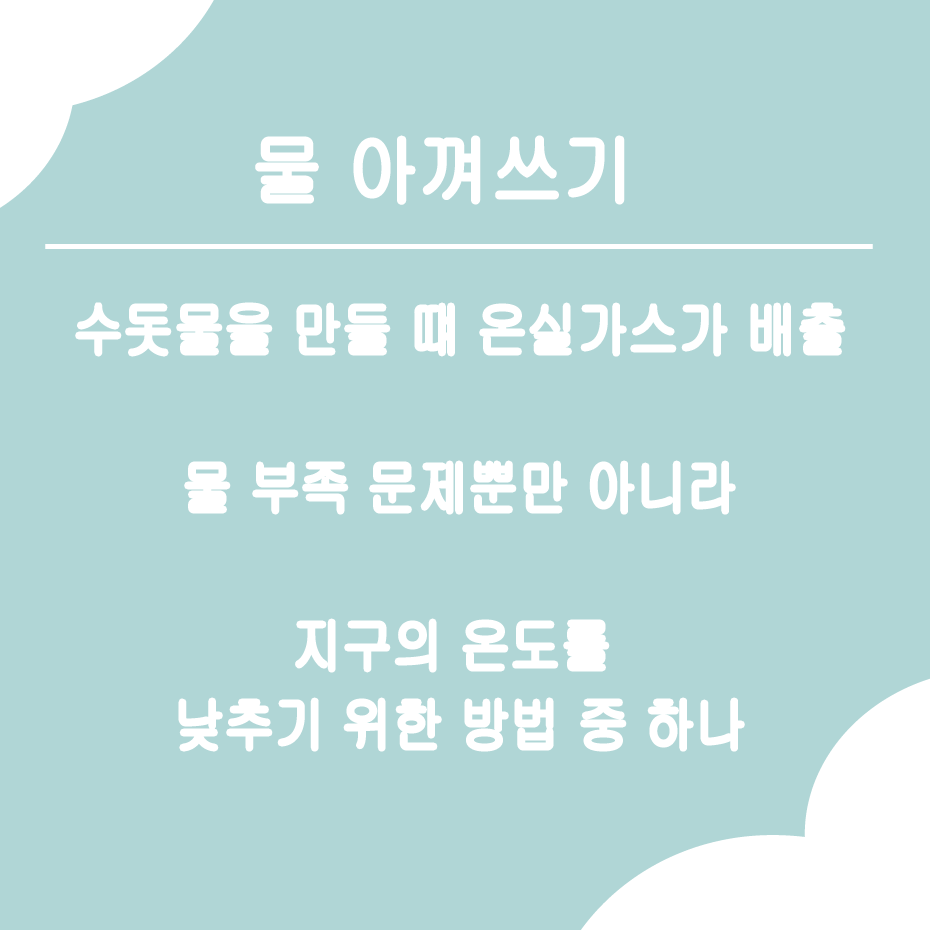 물 아껴쓰기
수돗물을 만들 때 온실가스가 배출
물 부족 문제뿐만 아니라
지구의 온도를
낮추기 위한 방법 중 하나